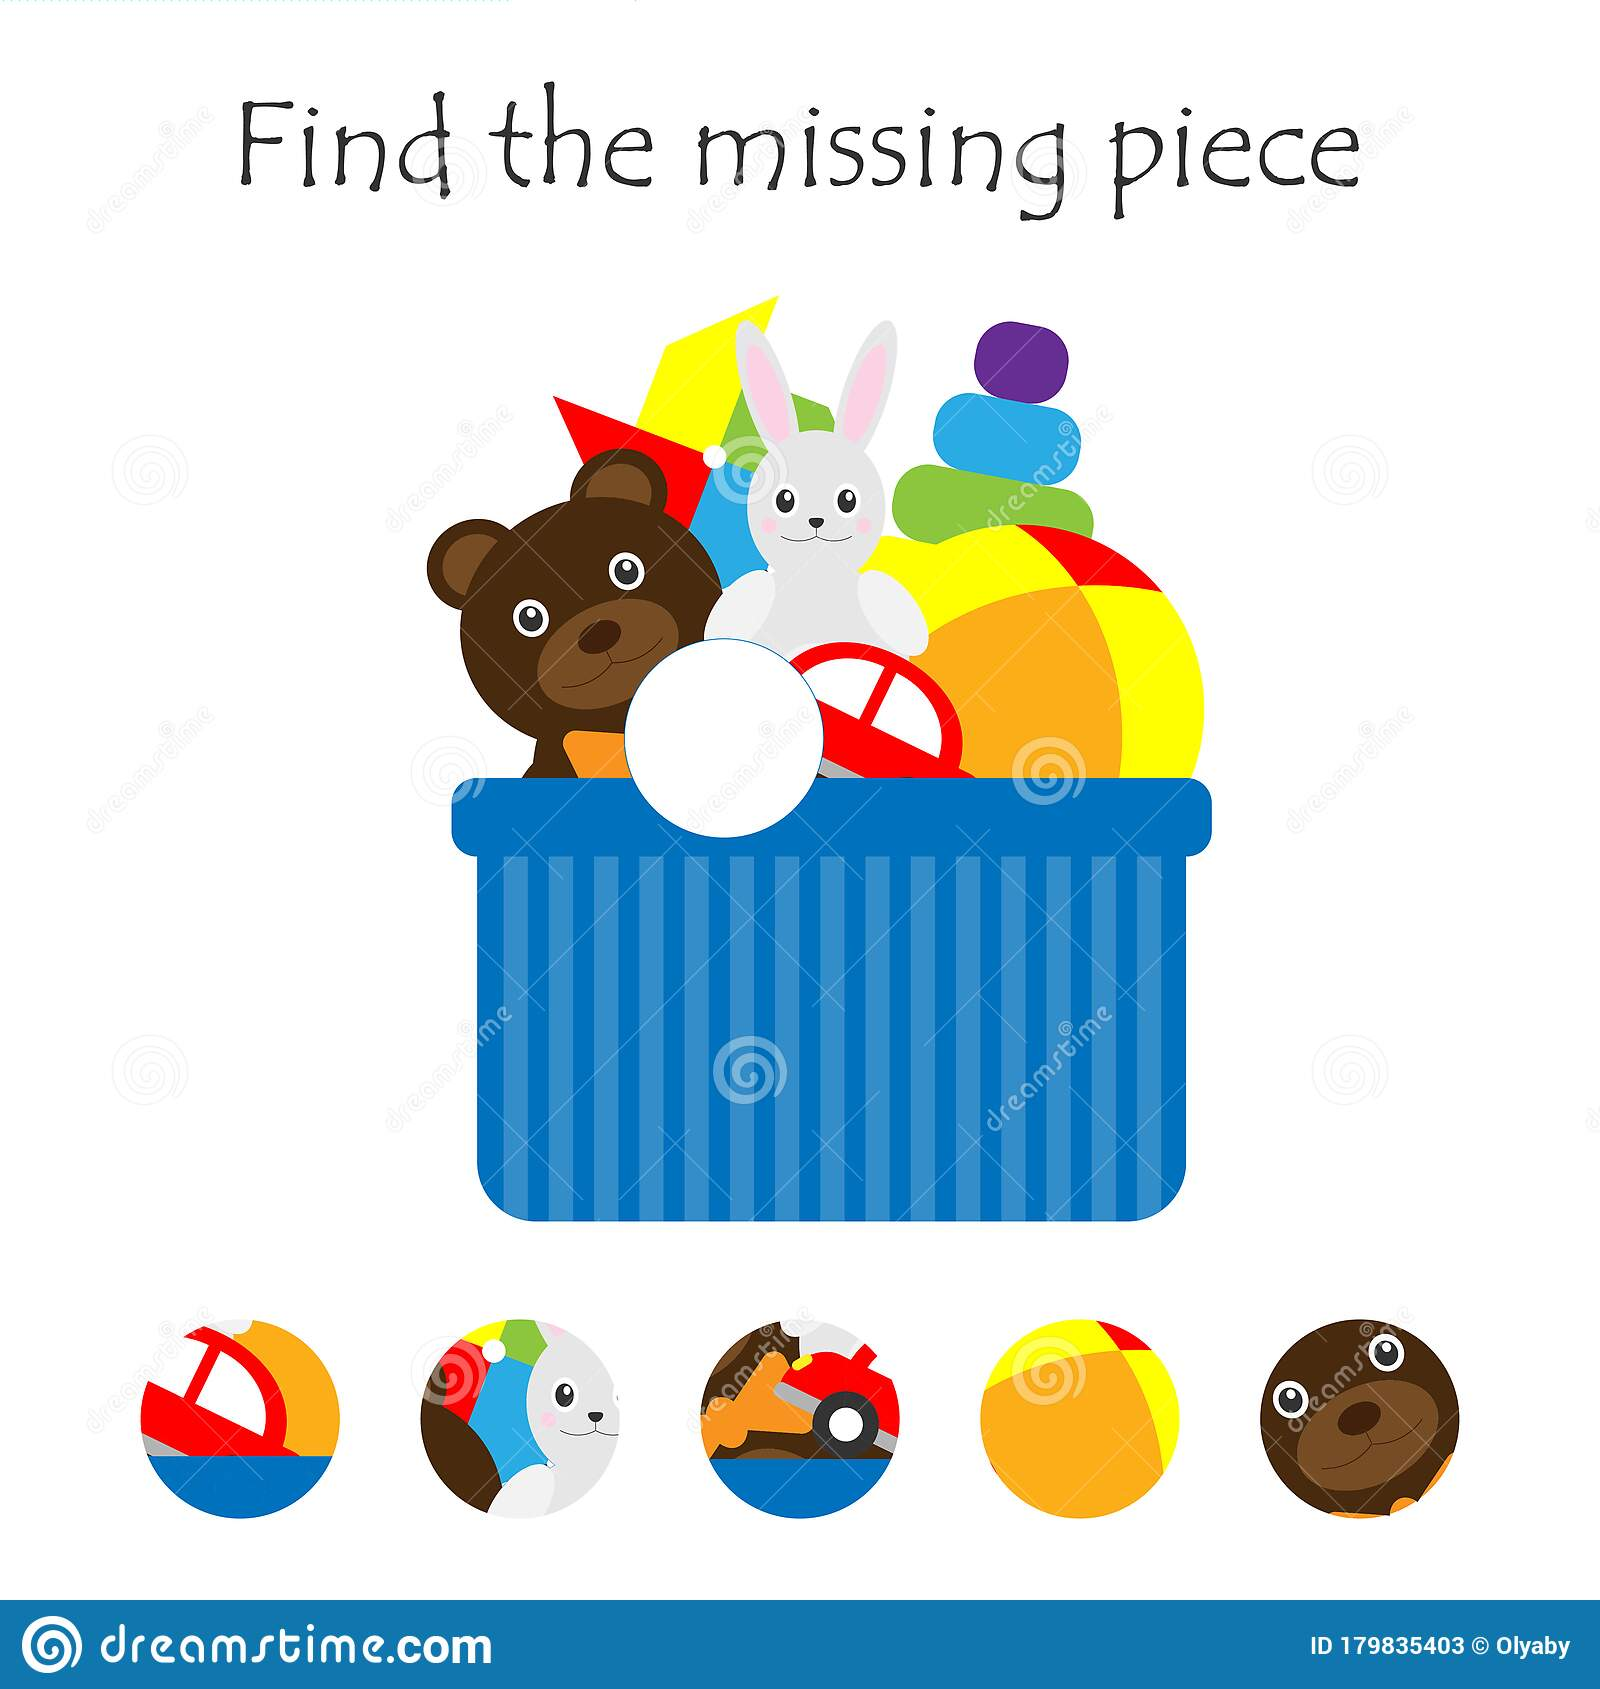 Find the missing piece
dreamstime.com
ID 179835403 © Olyaby